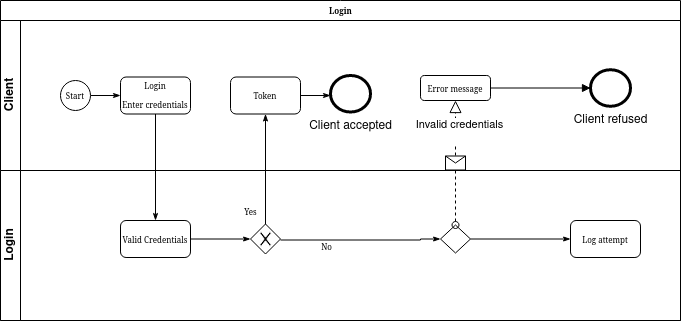 Login
Client
Start
Login
Enter credentials
Token
Client accepted
Error message
Invalid credentials
Client refused
Login
Valid Credentials
Yes
X
No
Log attempt